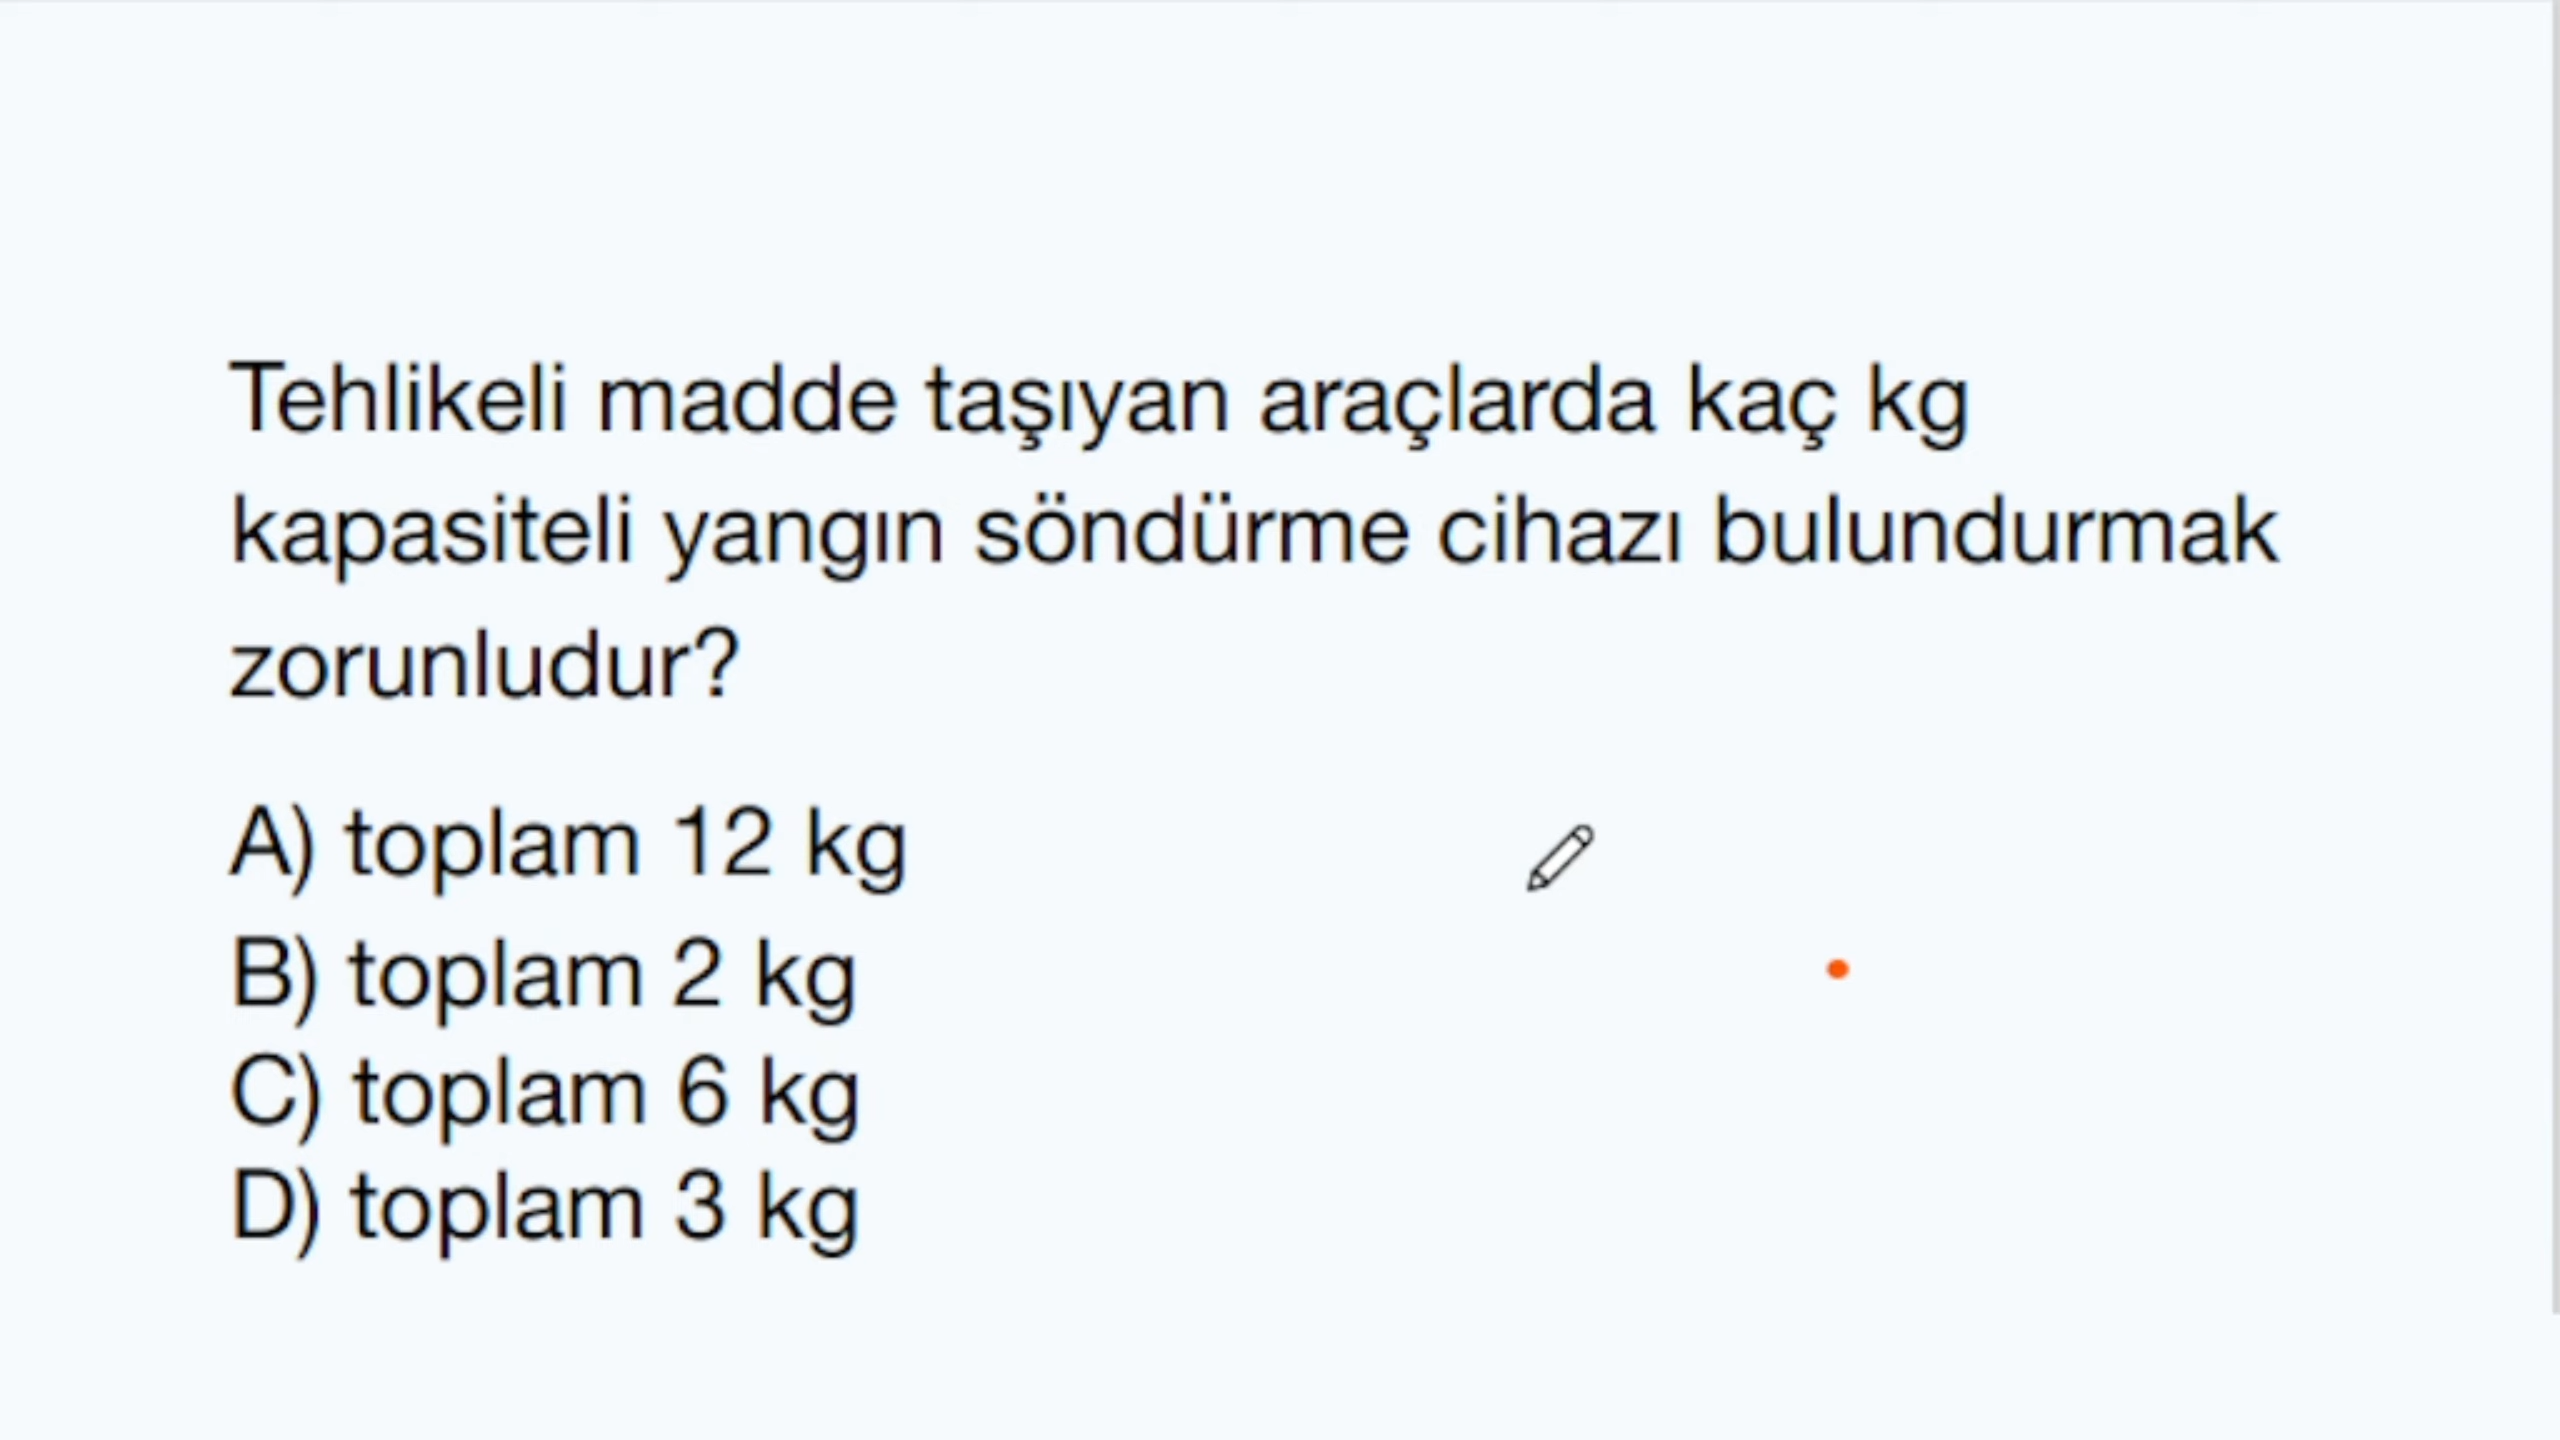 Tehlikeli madde taşıyan araçlarda kaç kg
kapasiteli yangın söndürme cihazı bulundurmak
zorunludur?
A) toplam 12 kg
B) toplam 2 kg
C) toplam 6 kg
D) toplam 3 kg